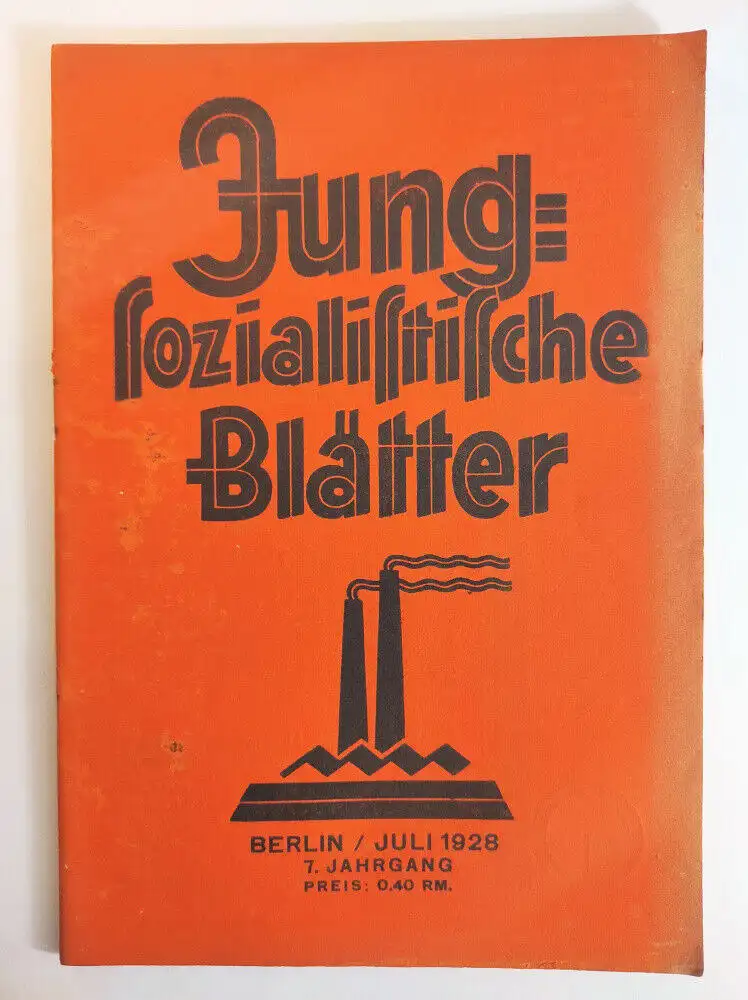 Jung=
sozialistische
Blätter
BERLIN / JULI 1928
7. JAHRGANG
PREIS: 0.40 RM.